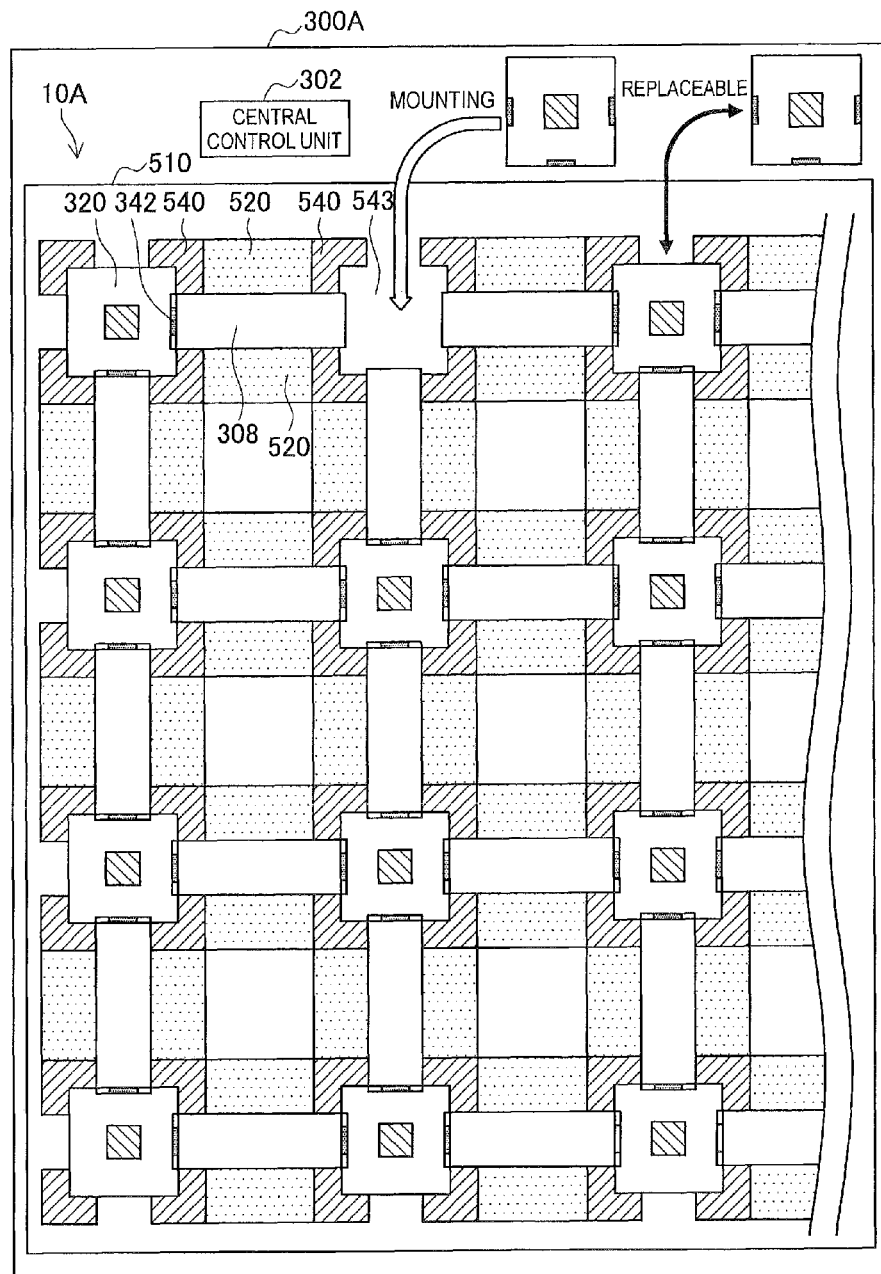 300A
302
10A
CENTRAL
CONTROL UNIT
MOUNTING
REPLACEABLE
510
320 342 540 520 540 543
308
520